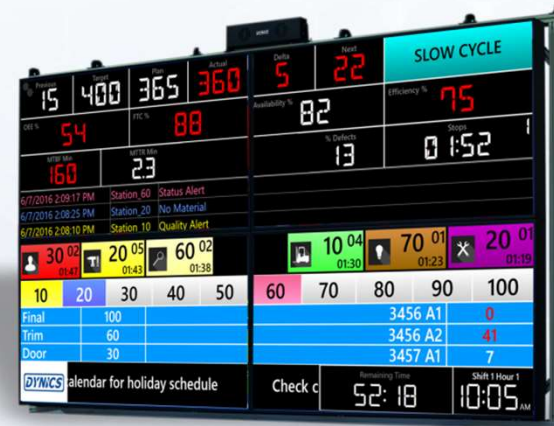 DYNICS
Previous Target Plan Actual Delta Next SLOW CYCLE
15 400 365 360 5 22
OEE % FTC % Availability % Efficiency %
54 88 82 75
MTBF Min MTTR Min % Defects Stops
160 2.3 13 01:52 1
6/7/2016 2:09:17 PM Station_60 Status Alert
6/7/2016 2:08:25 PM Station_20 No Material
6/7/2016 2:08:10 PM Station 10 Quality Alert
30 02 01:47 20 05 01:43 60 02 01:38 10 04 01:30 70 01 01:23 20 01 01:19
10 20 30 40 50 60 70 80 90 100
Final 100 3456 A1 0
Trim 60 3456 A2 41
Door 30 3457 A1 7
DYNICS alendar for holiday schedule Check c Remaining Time Shift 1 Hour 1
52:18 10:05 AM